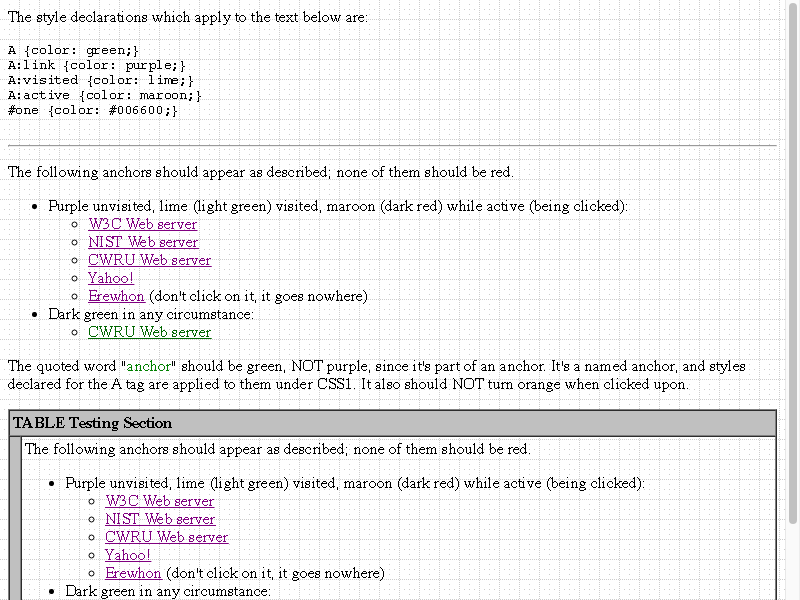 The style declarations which apply to the text below are:
A {color: green;}
A:link {color: purple;}
A:visited {color: lime;}
A:active {color: maroon;}
#one {color: #006600;}
The following anchors should appear as described; none of them should be red.
Purple unvisited, lime (light green) visited, maroon (dark red) while active (being clicked):
W3C Web server
NIST Web server
CWRU Web server
Yahoo!
Erewhon (don't click on it, it goes nowhere)
Dark green in any circumstance:
CWRU Web server
The quoted word "anchor" should be green, NOT purple, since it's part of an anchor. It's a named anchor, and styles
declared for the A tag are applied to them under CSS1. It also should NOT turn orange when clicked upon.
TABLE Testing Section
The following anchors should appear as described; none of them should be red.
Purple unvisited, lime (light green) visited, maroon (dark red) while active (being clicked):
W3C Web server
NIST Web server
CWRU Web server
Yahoo!
Erewhon (don't click on it, it goes nowhere)
Dark green in any circumstance: